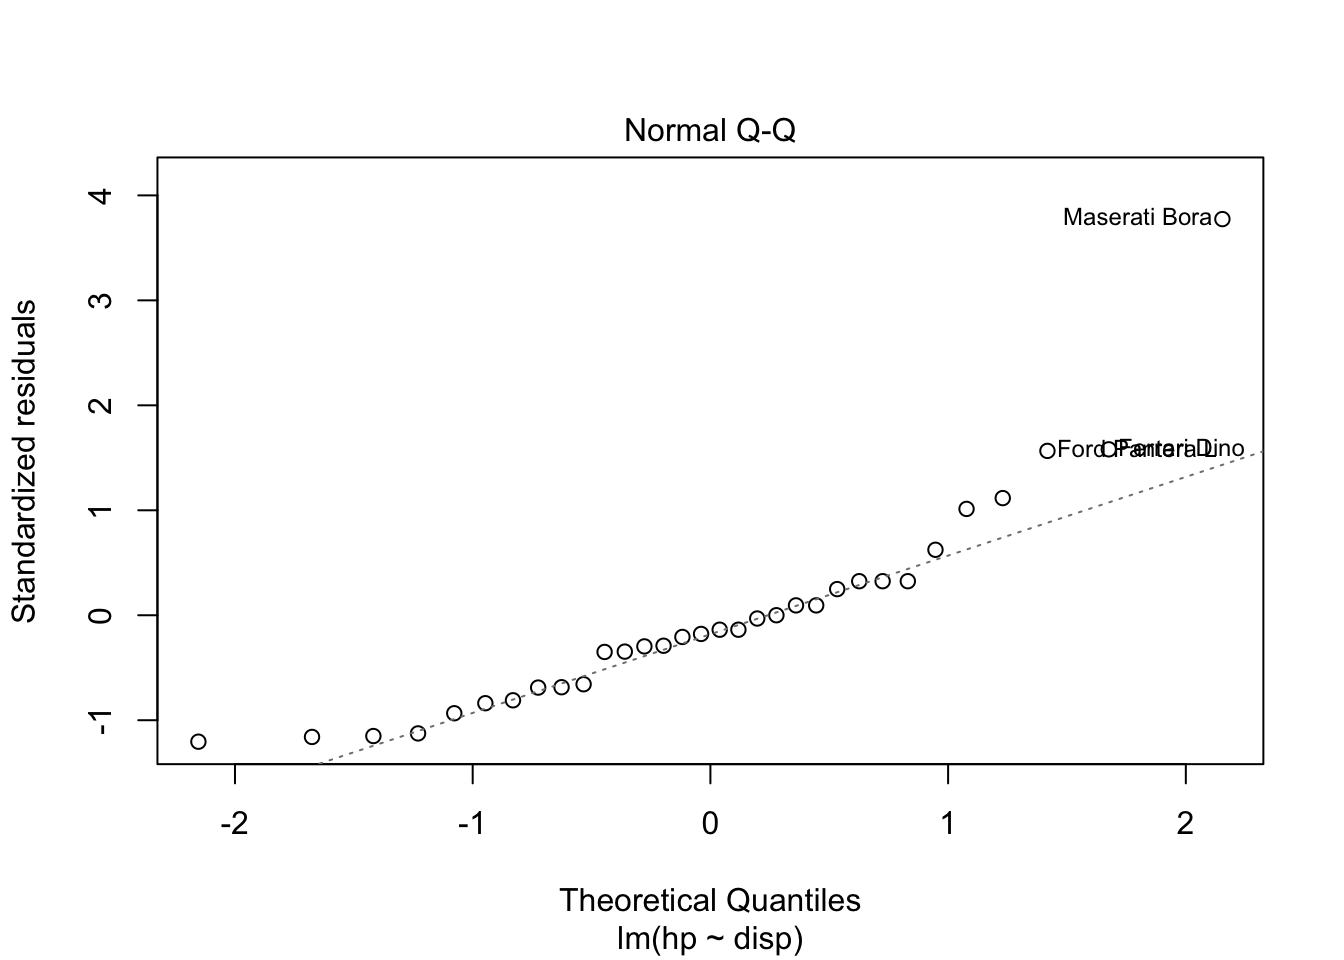 Normal Q-Q
Maserati Bora
Ford Pantera L
Ferrari Dino
Standardized residuals
4
3
2
1
0
-1
-2
-1
0
1
2
Theoretical Quantiles
lm(hp ~ disp)